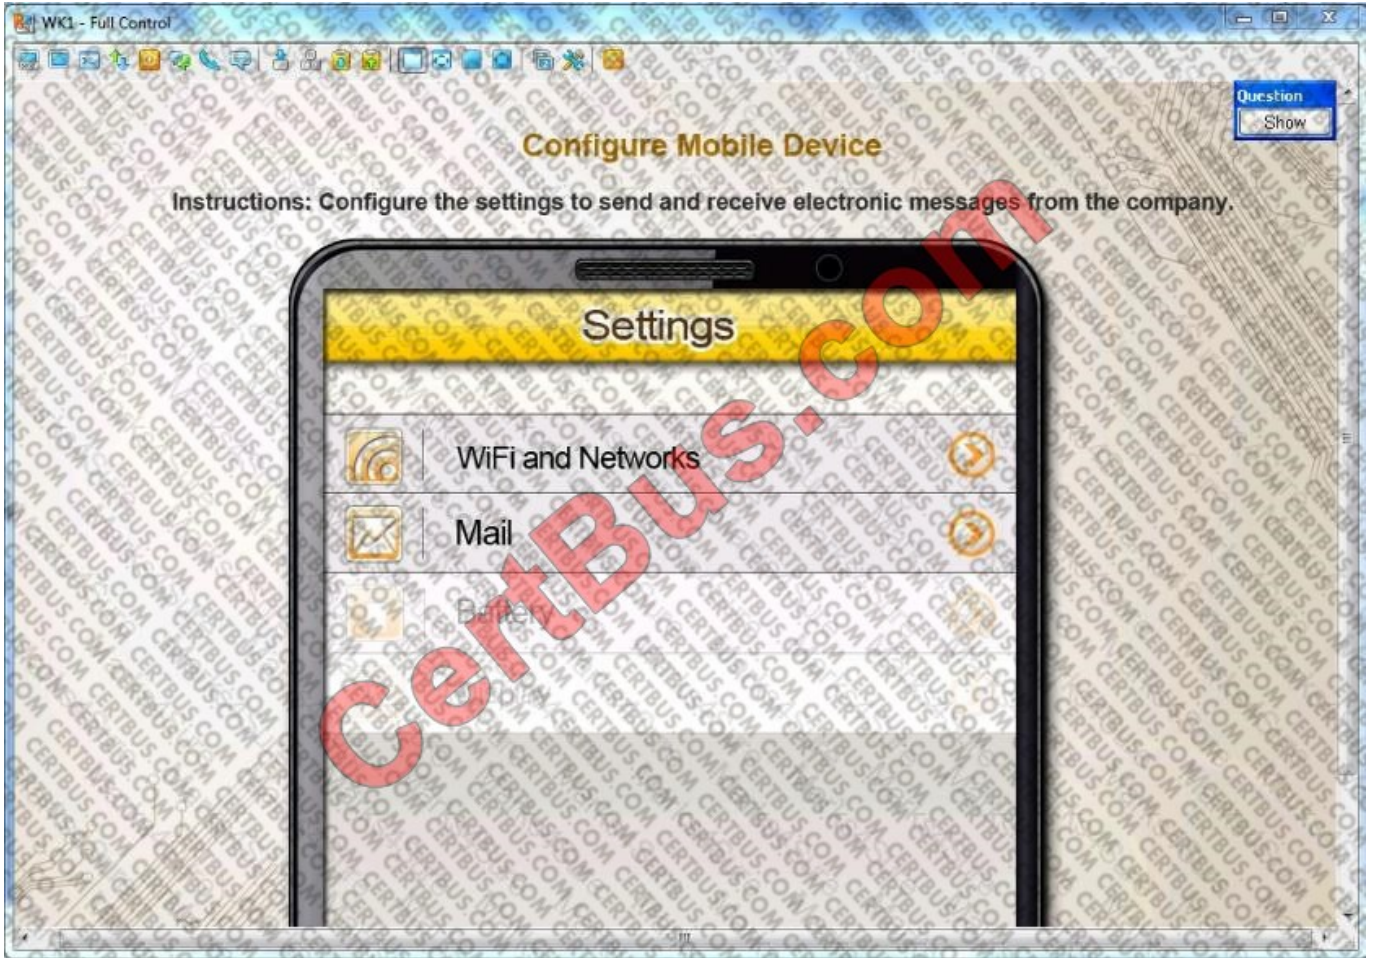 WK1 - Full Control
Question
Show
Configure Mobile Device
Instructions: Configure the settings to send and receive electronic messages from the company.
Settings
WiFi and Networks
Mail
Battery
CertBus.com